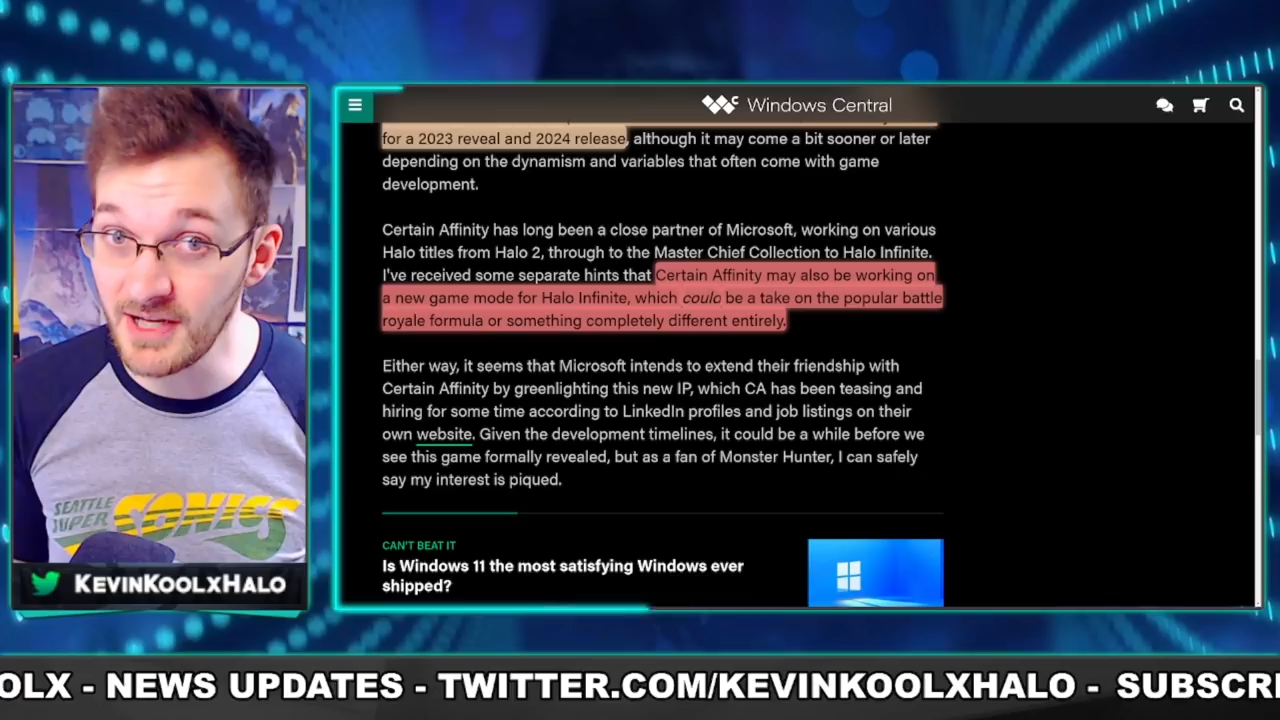 Windows Central
for a 2023 reveal and 2024 release, although it may come a bit sooner or later
depending on the dynamism and variables that often come with game
development.
Certain Affinity has long been a close partner of Microsoft, working on various
Halo titles from Halo 2, through to the Master Chief Collection to Halo Infinite.
I've received some separate hints that Certain Affinity may also be working on
a new game mode for Halo Infinite, which could be a take on the popular battle
royale formula or something completely different entirely.
Either way, it seems that Microsoft intends to extend their friendship with
Certain Affinity by greenlighting this new IP, which CA has been teasing and
hiring for some time according to LinkedIn profiles and job listings on their
own website. Given the development timelines, it could be a while before we
see this game formally revealed, but as a fan of Monster Hunter, I can safely
say my interest is piqued.
CAN'T BEAT IT
Is Windows 11 the most satisfying Windows ever
shipped?
SEATTLE
SUPER
SONICS
KEVINKOOLXHALO
OLX - NEWS UPDATES - TWITTER.COM/KEVINKOOLXHALO - SUBSCRI